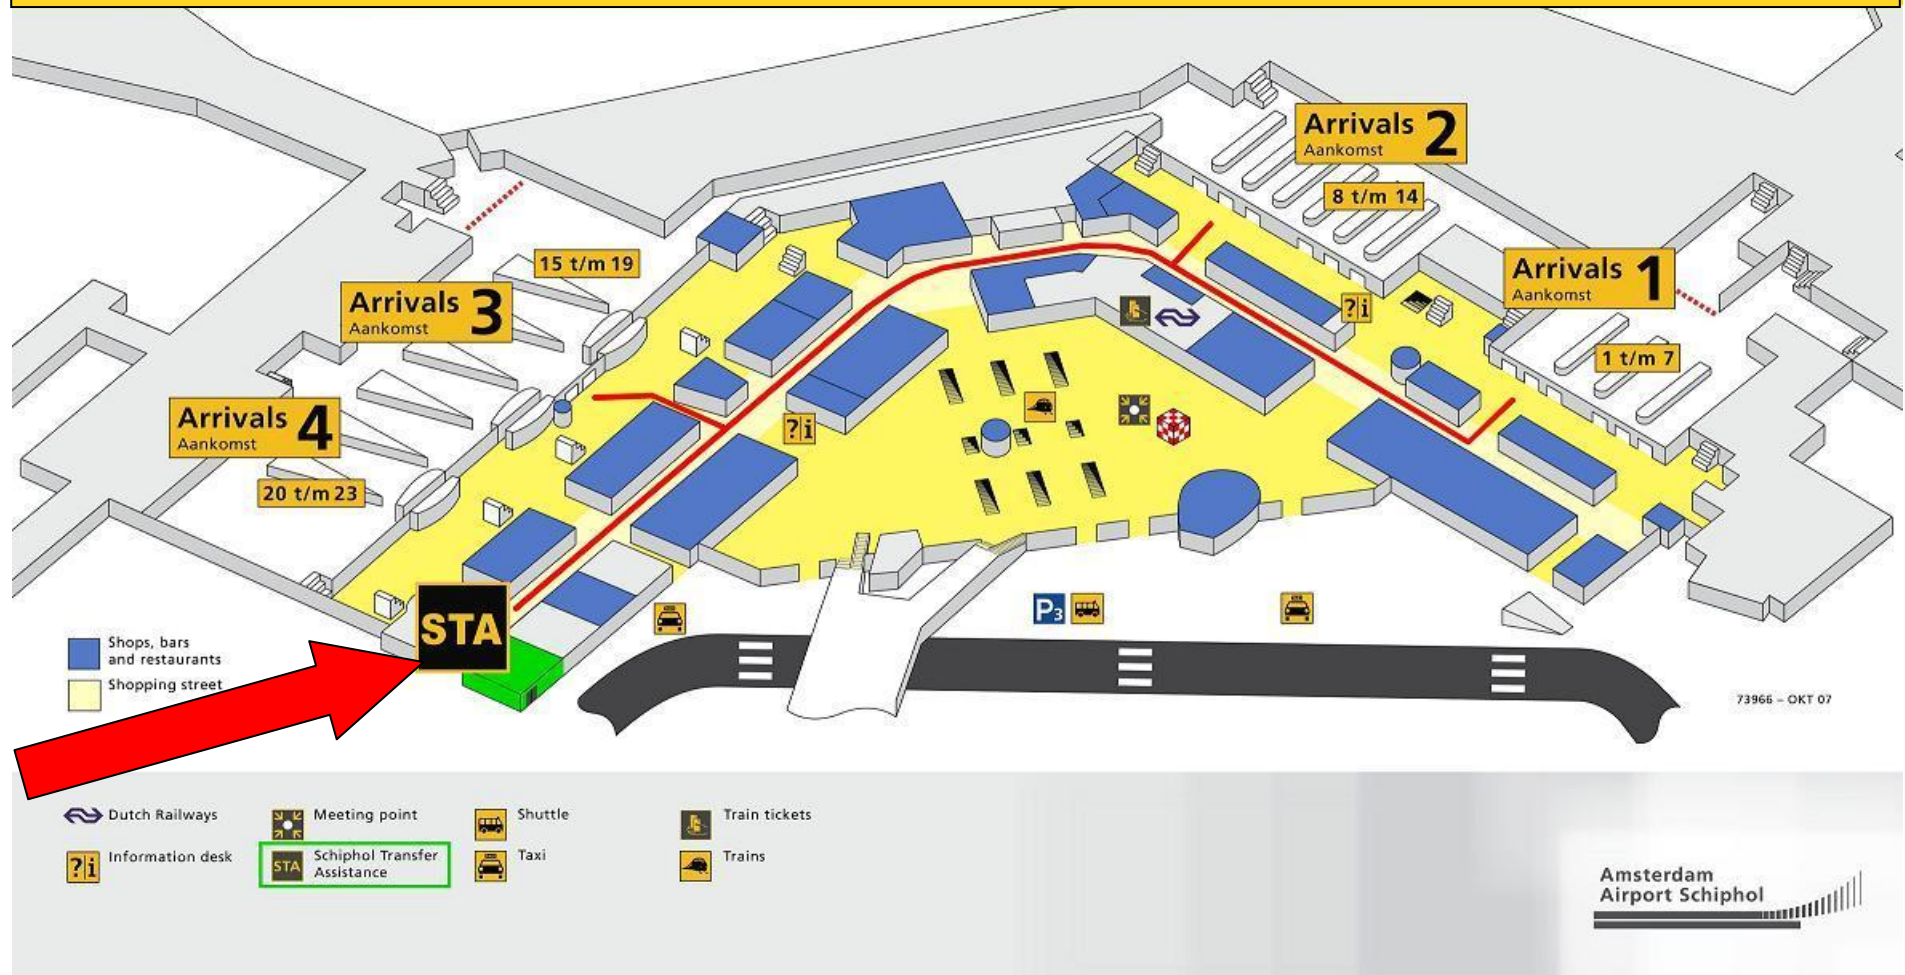 Arrivals 2
Aankomst
8 t/m 14
Arrivals 1
Aankomst
1 t/m 7
15 t/m 19
Arrivals 3
Aankomst
Arrivals 4
Aankomst
20 t/m 23
?|i
?|i
STA
P3
Shops, bars
and restaurants
Shopping street
73966 – OKT 07
Dutch Railways
Meeting point
Shuttle
Train tickets
?|i
Information desk
STA
Schiphol Transfer
Assistance
Taxi
Trains
Amsterdam
Airport Schiphol